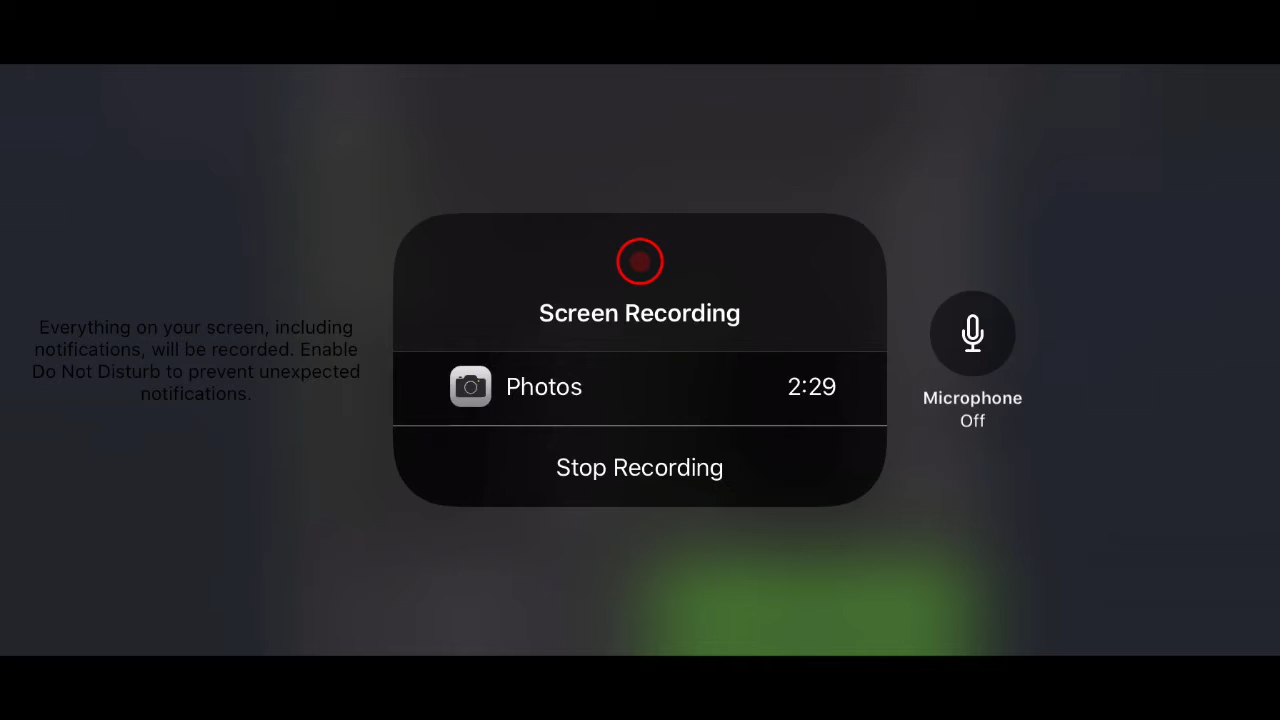 Everything on your screen, including
notifications, will be recorded. Enable
Do Not Disturb to prevent unexpected
notifications.
Screen Recording
Photos 2:29
Stop Recording
Microphone
Off